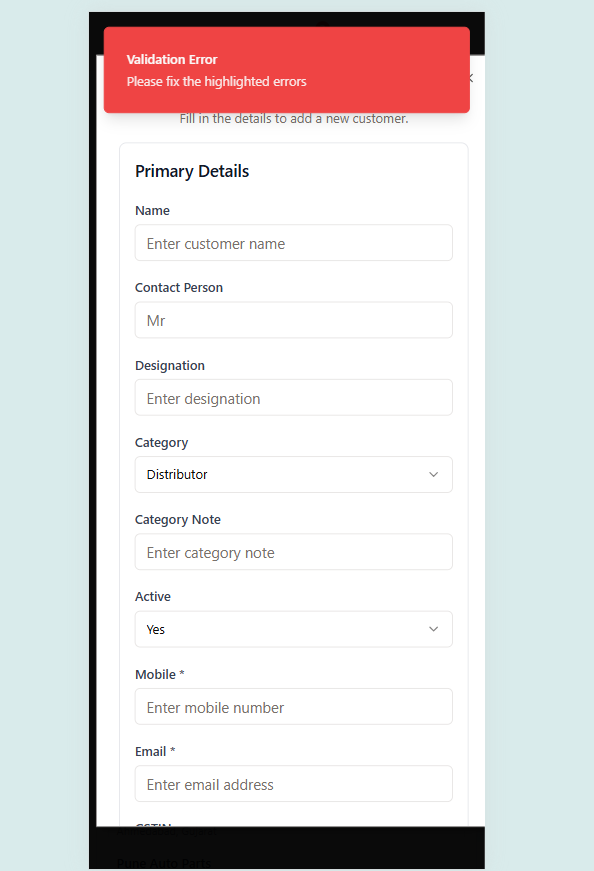 Validation Error
Please fix the highlighted errors
Fill in the details to add a new customer.
Primary Details
Name
Enter customer name
Contact Person
Mr
Designation
Enter designation
Category
Distributor
Category Note
Enter category note
Active
Yes
Mobile *
Enter mobile number
Email *
Enter email address
GSTIN
Pune Auto Parts